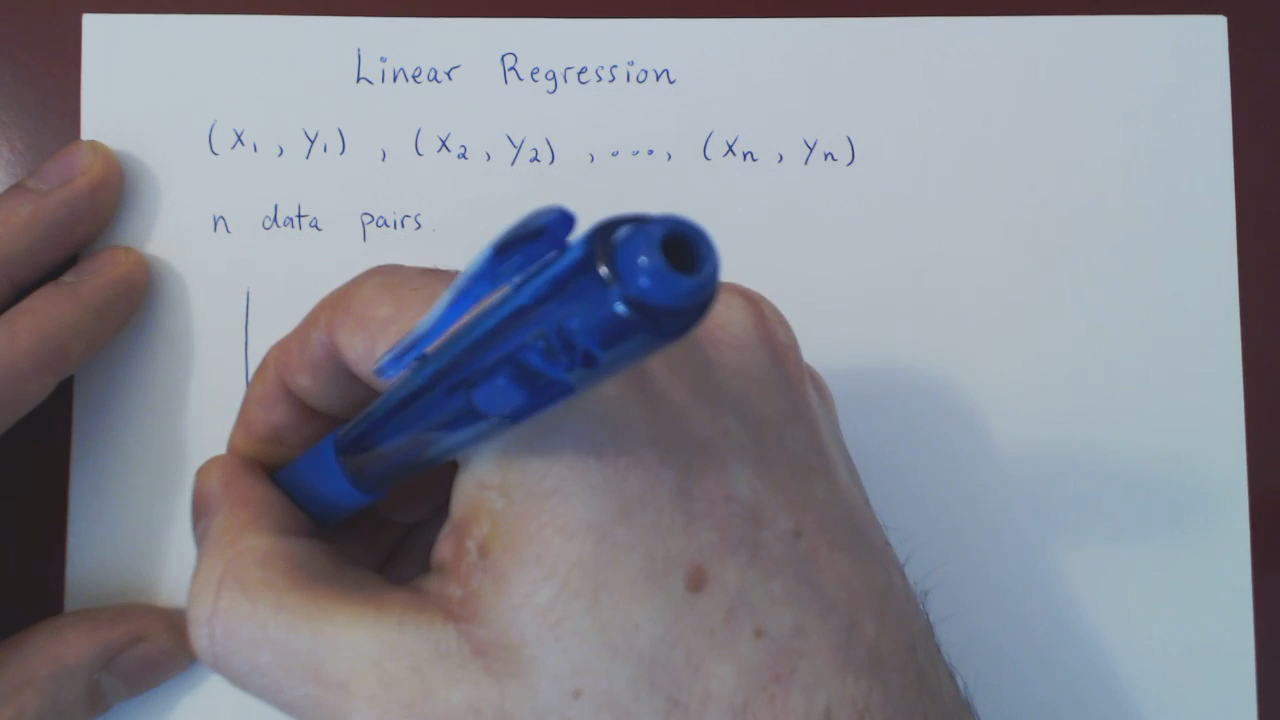 Linear Regression
(x₁, y₁), (x₂, y₂), ..., (xₙ, yₙ)
n data pairs.